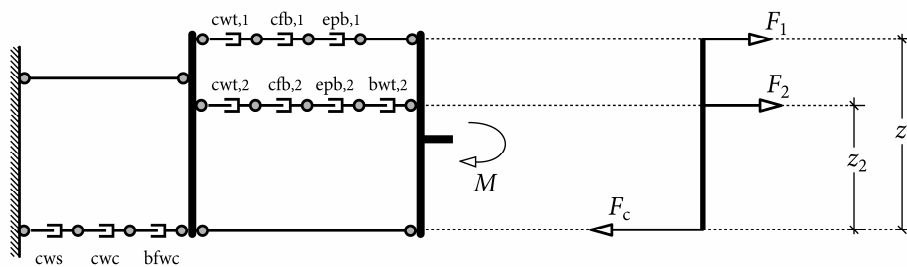 cwt,1 cfb,1 epb,1
cwt,2 cfb,2 epb,2 bwt,2
cws cwc bfwc
M
F1
F2
Fc
z2
z